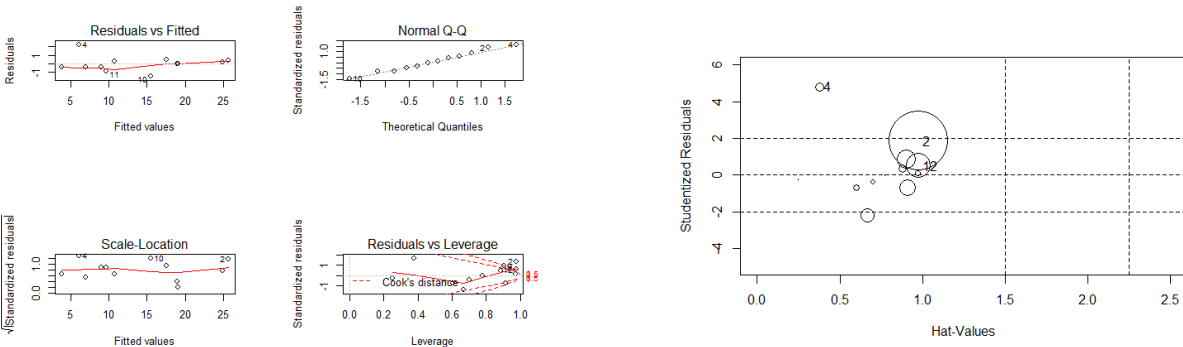 Residuals vs Fitted
Residuals
1
-1
4
11
10
5 10 15 20 25
Fitted values
Normal Q-Q
Standardized residuals
1.0
-1.5
10
2
4
-1.5 -0.5 0.5 1.5
Theoretical Quantiles
Scale-Location
√|Standardized residuals|
1.0
0.0
4
10
2
5 10 15 20 25
Fitted values
Residuals vs Leverage
Standardized residuals
1
-1
2
Cook's distance
0.0 0.2 0.4 0.6 0.8 1.0
Leverage
Studentized Residuals
6
4
2
0
-2
-4
4
2
12
0.0 0.5 1.0 1.5 2.0 2.5
Hat-Values